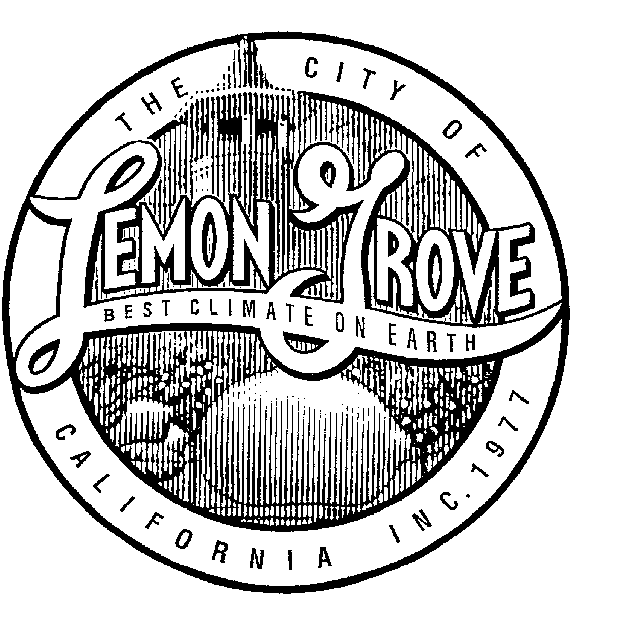 THE CITY OF
LEMON GROVE
BEST CLIMATE ON EARTH
CALIFORNIA INC. 1977